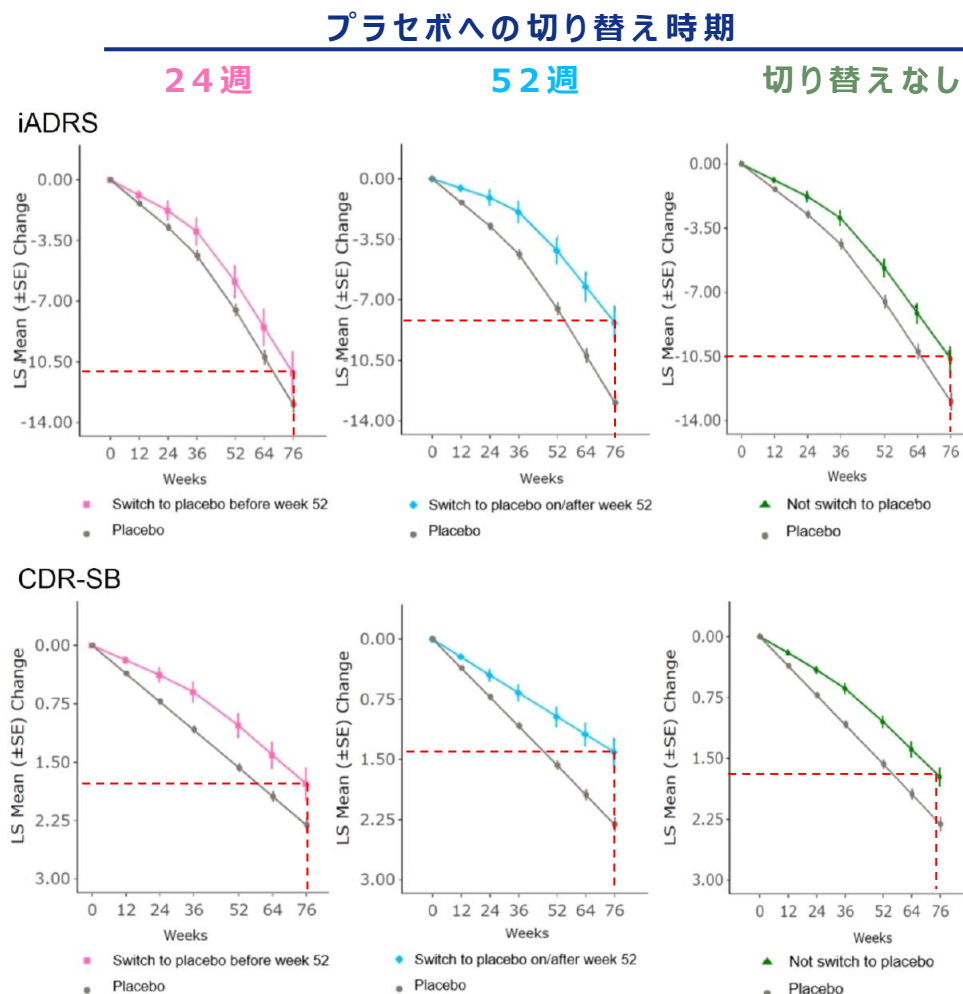 プラセボへの切り替え時期
24週
52週
切り替えなし
iADRS
LS Mean (±SE) Change
0.00
-3.50
-7.00
-10.50
-14.00
0 12 24 36 52 64 76
Weeks
Switch to placebo before week 52
Placebo
LS Mean (±SE) Change
0.00
-3.50
-7.00
-10.50
-14.00
0 12 24 36 52 64 76
Weeks
Switch to placebo on/after week 52
Placebo
LS Mean (±SE) Change
0.00
-3.50
-7.00
-10.50
-14.00
0 12 24 36 52 64 76
Weeks
Not switch to placebo
Placebo
CDR-SB
LS Mean (±SE) Change
0.00
0.75
1.50
2.25
3.00
0 12 24 36 52 64 76
Weeks
Switch to placebo before week 52
Placebo
LS Mean (±SE) Change
0.00
0.75
1.50
2.25
3.00
0 12 24 36 52 64 76
Weeks
Switch to placebo on/after week 52
Placebo
LS Mean (±SE) Change
0.00
0.75
1.50
2.25
3.00
0 12 24 36 52 64 76
Weeks
Not switch to placebo
Placebo